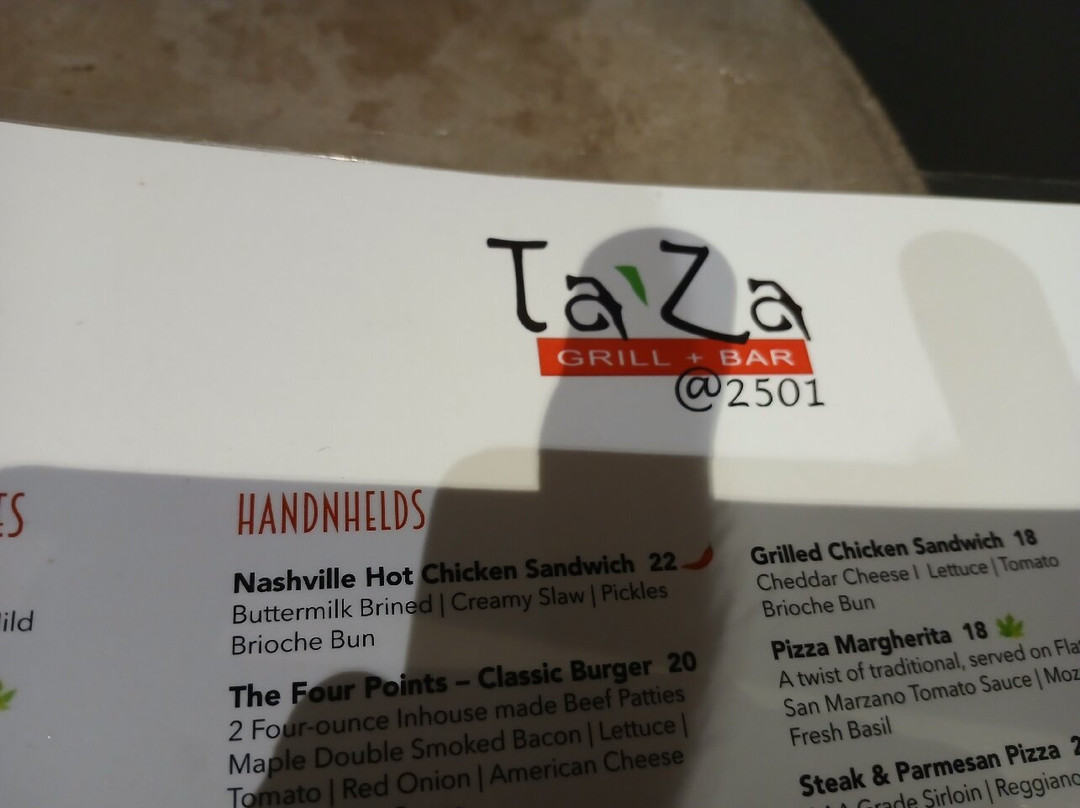 Ta'Za
GRILL + BAR
@2501
HANDNHELDS
Nashville Hot Chicken Sandwich 22
Buttermilk Brined | Creamy Slaw | Pickles
Brioche Bun
The Four Points – Classic Burger 20
2 Four-ounce Inhouse made Beef Patties
Maple Double Smoked Bacon | Lettuce |
Tomato | Red Onion | American Cheese
Grilled Chicken Sandwich 18
Cheddar Cheese I Lettuce | Tomato
Brioche Bun
Pizza Margherita 18
A twist of traditional, served on
San Marzano Tomato Sauce |
Fresh Basil
Steak & Parmesan Pizza
Grade Sirloin |